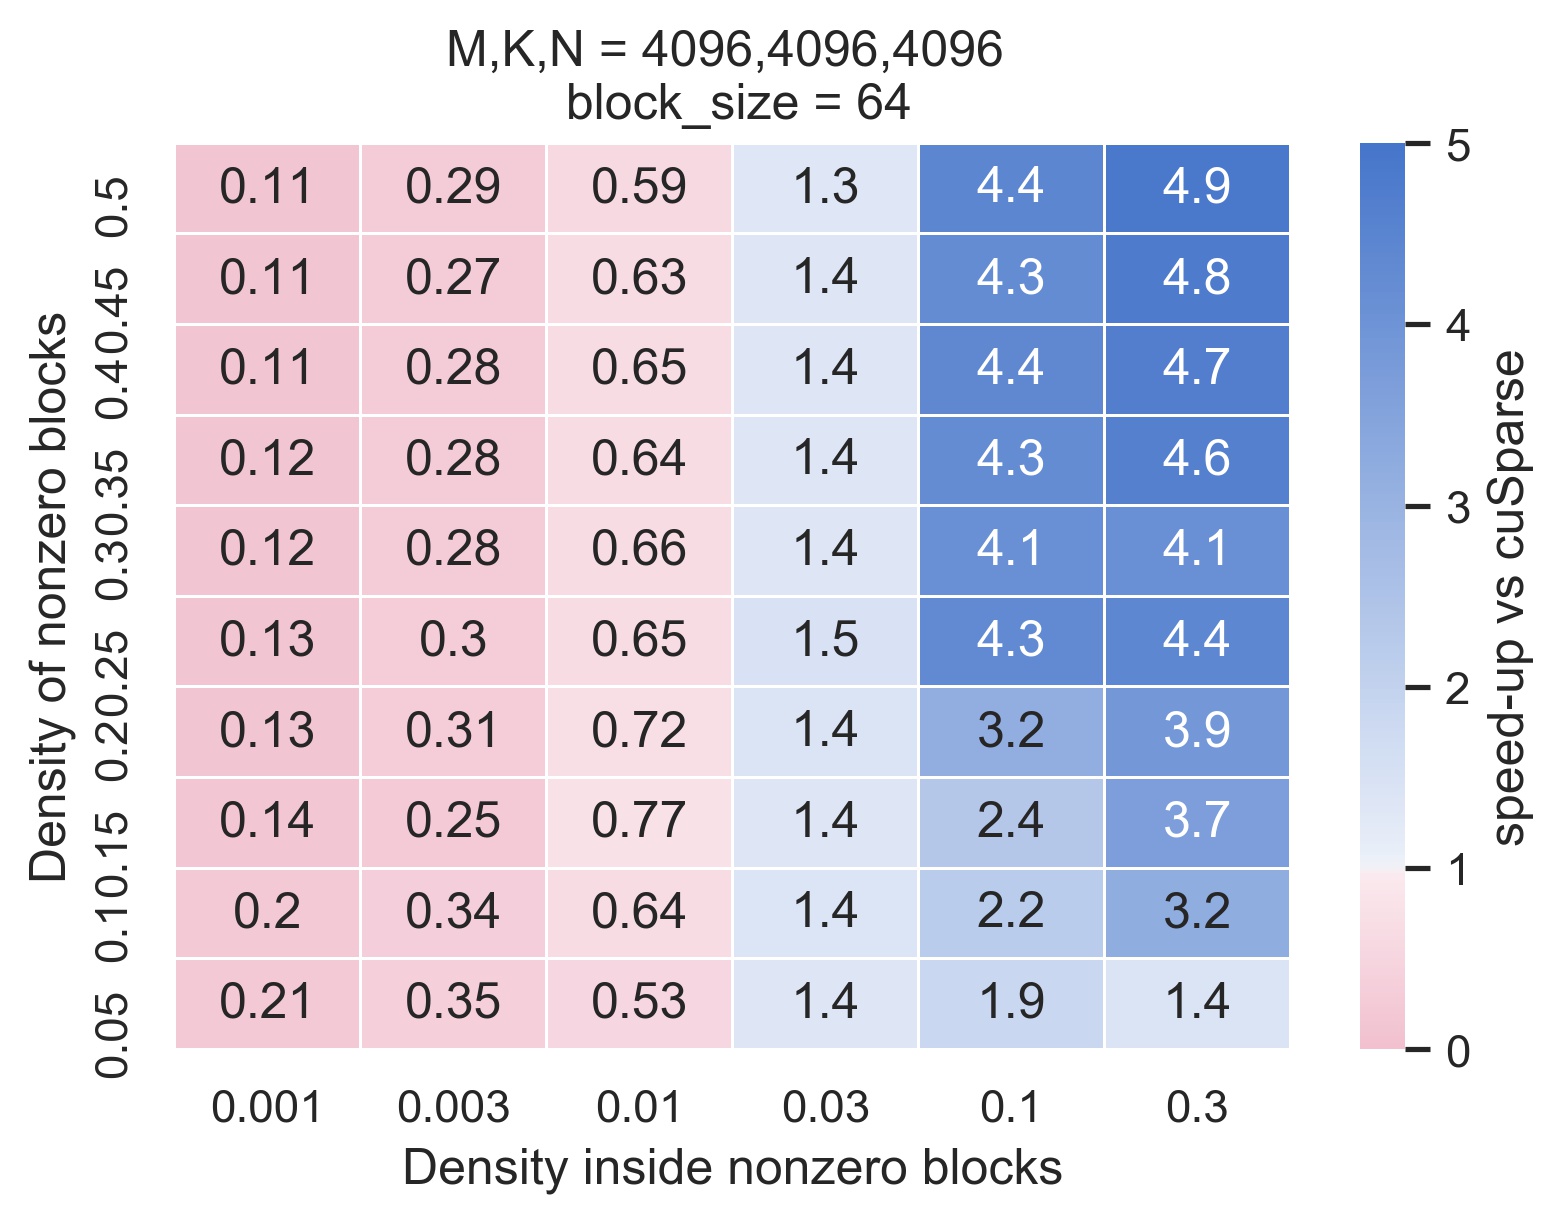 M,K,N = 4096,4096,4096
block_size = 64
Density of nonzero blocks
0.5 0.11 0.29 0.59 1.3 4.4 4.9
0.45 0.11 0.27 0.63 1.4 4.3 4.8
0.4 0.11 0.28 0.65 1.4 4.4 4.7
0.35 0.12 0.28 0.64 1.4 4.3 4.6
0.30 0.12 0.28 0.66 1.4 4.1 4.1
0.25 0.13 0.3 0.65 1.5 4.3 4.4
0.20 0.13 0.31 0.72 1.4 3.2 3.9
0.15 0.14 0.25 0.77 1.4 2.4 3.7
0.10 0.2 0.34 0.64 1.4 2.2 3.2
0.05 0.21 0.35 0.53 1.4 1.9 1.4
0.001 0.003 0.01 0.03 0.1 0.3
Density inside nonzero blocks
5
4
3
2
1
0
speed-up vs cuSparse